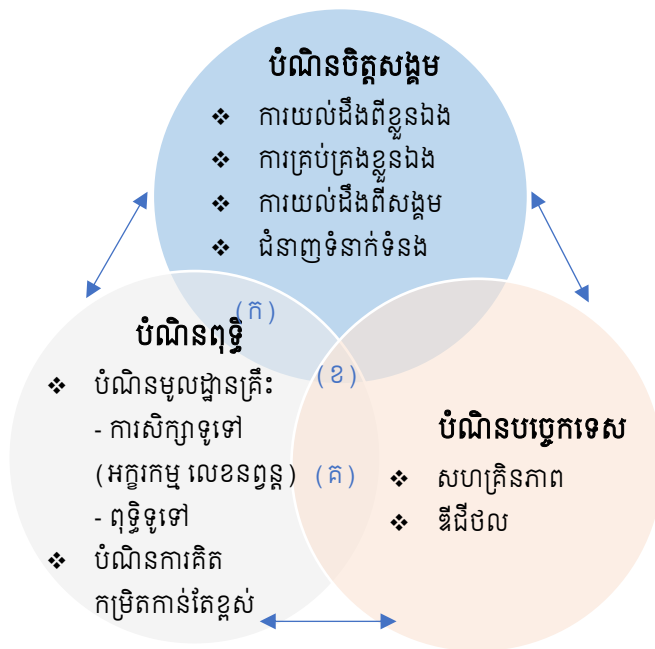 បំណិនចិត្តសង្គម
❖ ការយល់ដឹងពីខ្លួនឯង
❖ ការគ្រប់គ្រងខ្លួនឯង
❖ ការយល់ដឹងពីសង្គម
❖ ជំនាញទំនាក់ទំនង
(ក)
បំណិនពុទ្ធិ
❖ បំណិនមូលដ្ឋានគ្រឹះ
- ការសិក្សាទូទៅ
(អក្ខរកម្ម លេខនព្វន្ត)
- ពុទ្ធិទូទៅ
❖ បំណិនការគិត
កម្រិតកាន់តែខ្ពស់
(ខ)
(គ)
បំណិនបច្ចេកទេស
❖ សហគ្រិនភាព
❖ ឌីជីថល